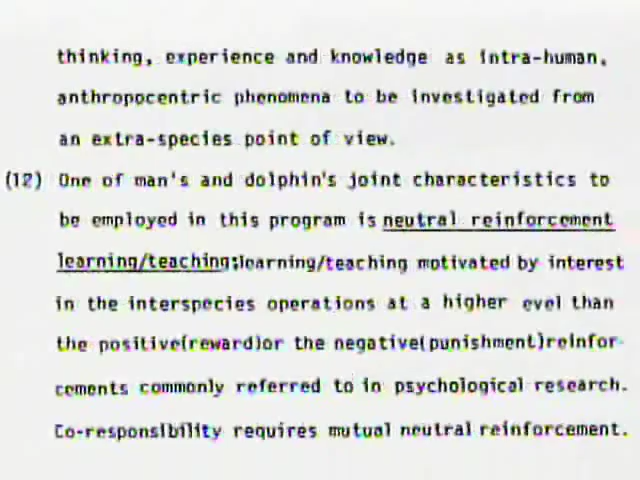 thinking, experience and knowledge as intra-human,
anthropocentric phenomena to be investigated from
an extra-species point of view.
(12) One of man's and dolphin's joint characteristics to
be employed in this program is neutral reinforcement
learning/teaching;learning/teaching motivated by interest
in the interspecies operations at a higher evel than
the positive(reward)or the negative(punishment)reinfor-
cements commonly referred to in psychological research.
Co-responsibility requires mutual neutral reinforcement.